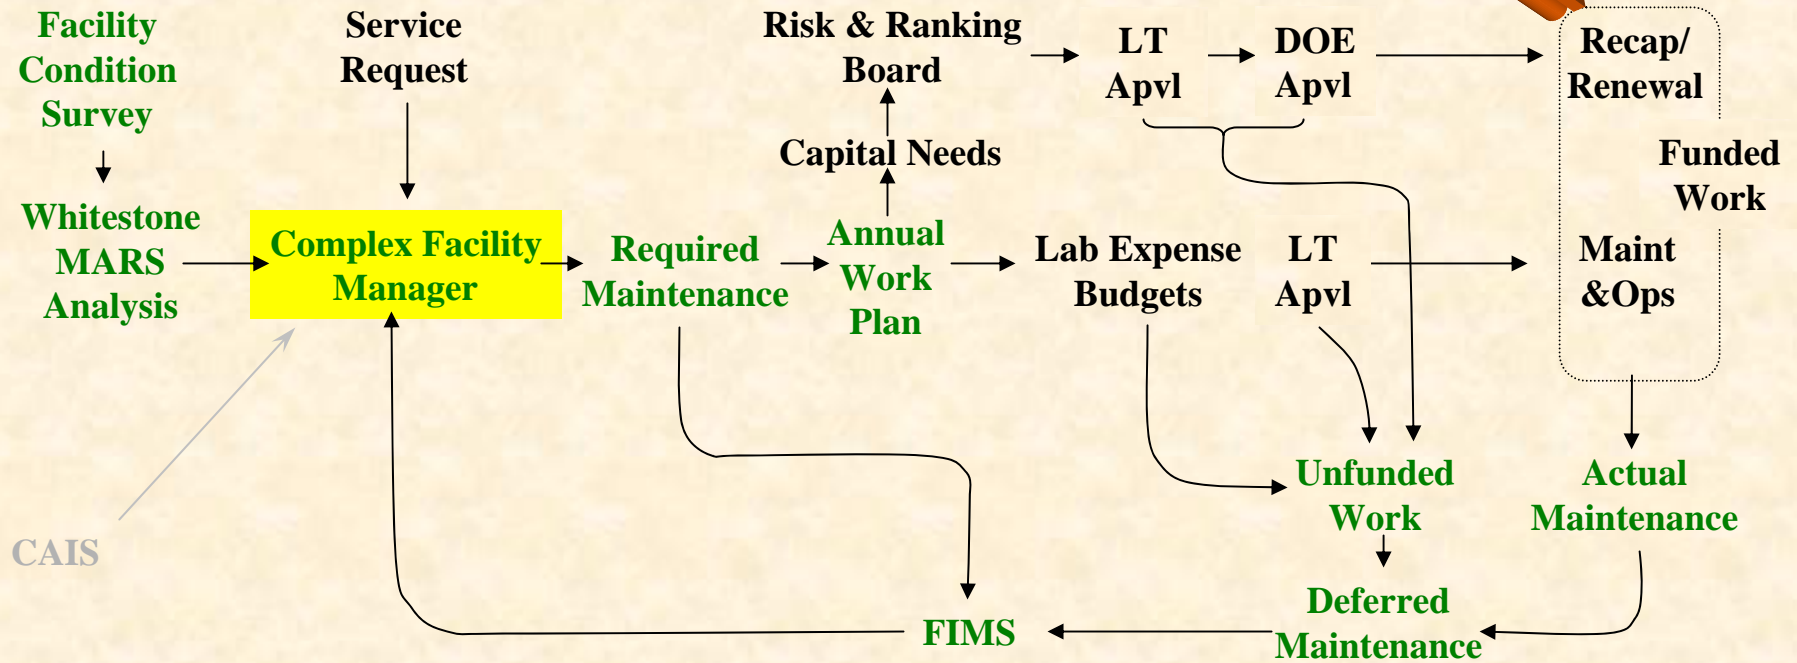 Facility
Condition
Survey
Service
Request
Risk & Ranking
Board
LT
Apvl
DOE
Apvl
Recap/
Renewal
Capital Needs
Funded
Work
Whitestone
MARS
Analysis
Complex Facility
Manager
Required
Maintenance
Annual
Work
Plan
Lab Expense
Budgets
LT
Apvl
Maint
&Ops
Unfunded
Work
Actual
Maintenance
CAIS
FIMS
Deferred
Maintenance